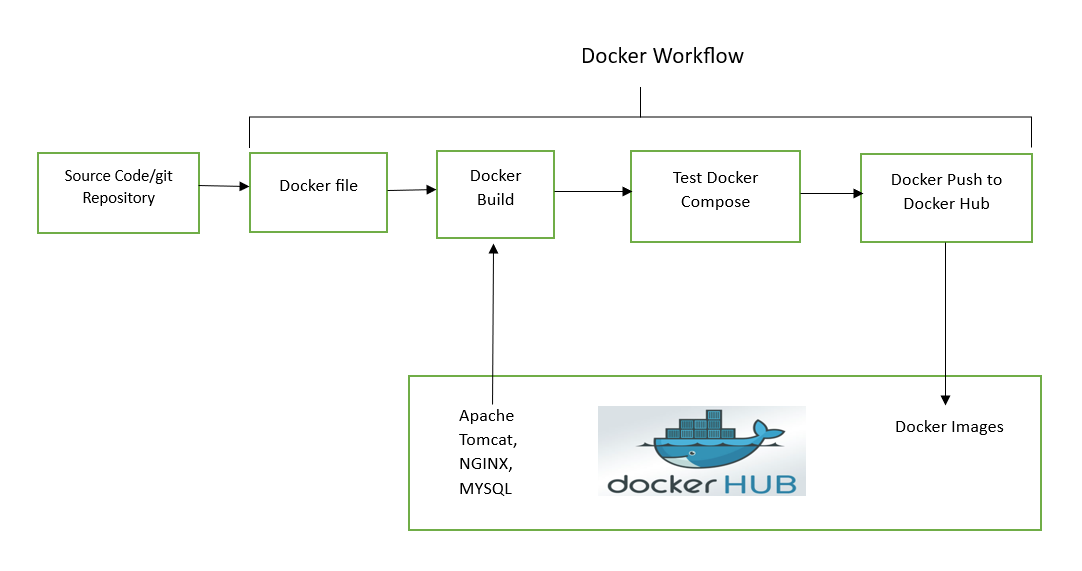 Docker Workflow
Source Code/git
Repository
Docker file
Docker
Build
Test Docker
Compose
Docker Push to
Docker Hub
Apache
Tomcat,
NGINX,
MYSQL
docker HUB
Docker Images